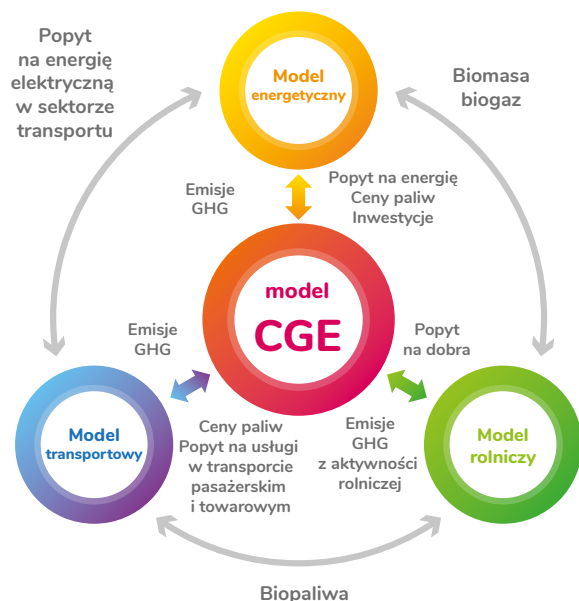 Popyt
na energię
elektryczną
w sektorze
transportu
Model
energetyczny
Biomasa
biogaz
Emisje
GHG
Popyt na energię
Ceny paliw
Inwestycje
model
CGE
Emisje
GHG
Popyt
na dobra
Model
transportowy
Ceny paliw
Popyt na usługi
w transporcie
pasażerskim
i towarowym
Emisje
GHG
z aktywności
rolniczej
Model
rolniczy
Biopaliwa